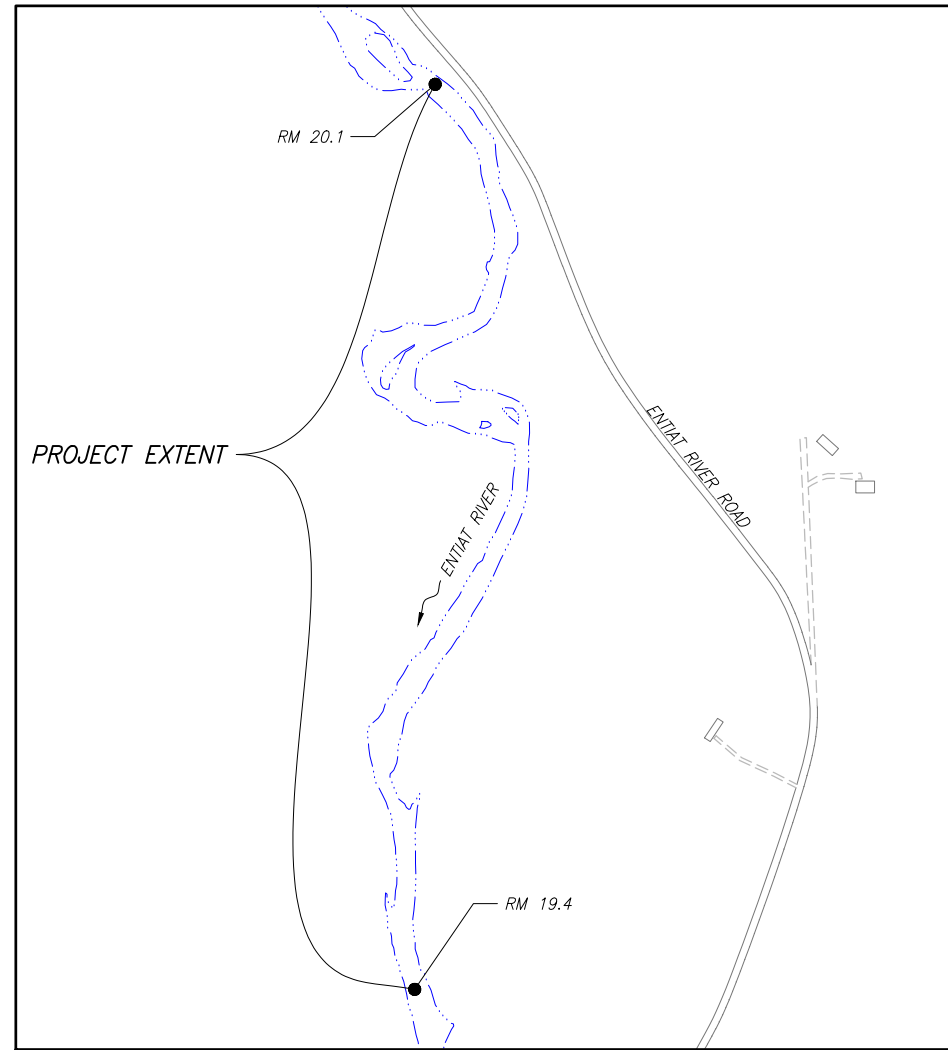 RM 20.1
PROJECT EXTENT
ENTIAT RIVER ROAD
ENTIAT RIVER
RM 19.4